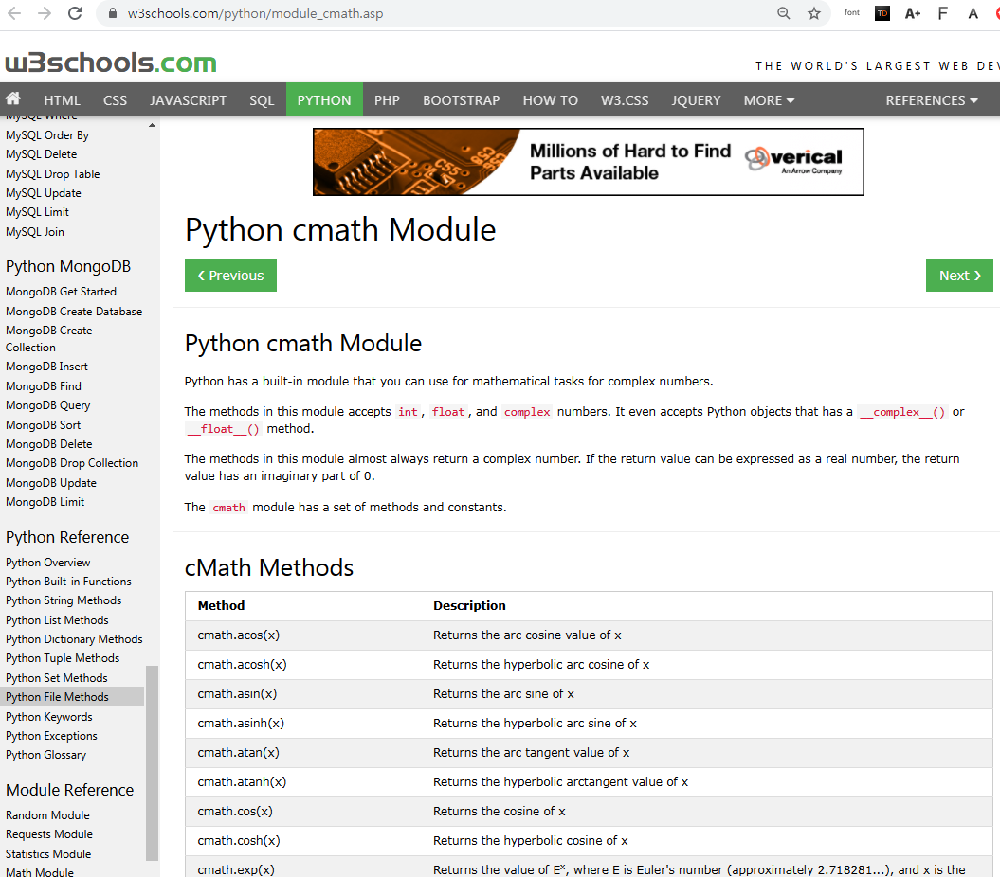 w3schools.com/python/module_cmath.asp
font
TD
A+
F
A
w3schools.com
THE WORLD'S LARGEST WEB DEV
HTML CSS JAVASCRIPT SQL PYTHON PHP BOOTSTRAP HOW TO W3.CSS JQUERY MORE REFERENCES
MySQL Where
MySQL Order By
MySQL Delete
MySQL Drop Table
MySQL Update
MySQL Limit
MySQL Join
Python MongoDB
MongoDB Get Started
MongoDB Create Database
MongoDB Create
Collection
MongoDB Insert
MongoDB Find
MongoDB Query
MongoDB Sort
MongoDB Delete
MongoDB Drop Collection
MongoDB Update
MongoDB Limit
Python Reference
Python Overview
Python Built-in Functions
Python String Methods
Python List Methods
Python Dictionary Methods
Python Tuple Methods
Python Set Methods
Python File Methods
Python Keywords
Python Exceptions
Python Glossary
Module Reference
Random Module
Requests Module
Statistics Module
Math Module
Millions of Hard to Find
Parts Available
verical
An Arrow Company
Python cmath Module
❮ Previous
Next ❯
Python cmath Module
Python has a built-in module that you can use for mathematical tasks for complex numbers.
The methods in this module accepts int, float, and complex numbers. It even accepts Python objects that has a __complex__() or
__float__() method.
The methods in this module almost always return a complex number. If the return value can be expressed as a real number, the return
value has an imaginary part of 0.
The cmath module has a set of methods and constants.
cMath Methods
Method Description
cmath.acos(x) Returns the arc cosine value of x
cmath.acosh(x) Returns the hyperbolic arc cosine of x
cmath.asin(x) Returns the arc sine of x
cmath.asinh(x) Returns the hyperbolic arc sine of x
cmath.atan(x) Returns the arc tangent value of x
cmath.atanh(x) Returns the hyperbolic arctangent value of x
cmath.cos(x) Returns the cosine of x
cmath.cosh(x) Returns the hyperbolic cosine of x
cmath.exp(x) Returns the value of Eˣ, where E is Euler's number (approximately 2.718281...), and x is the